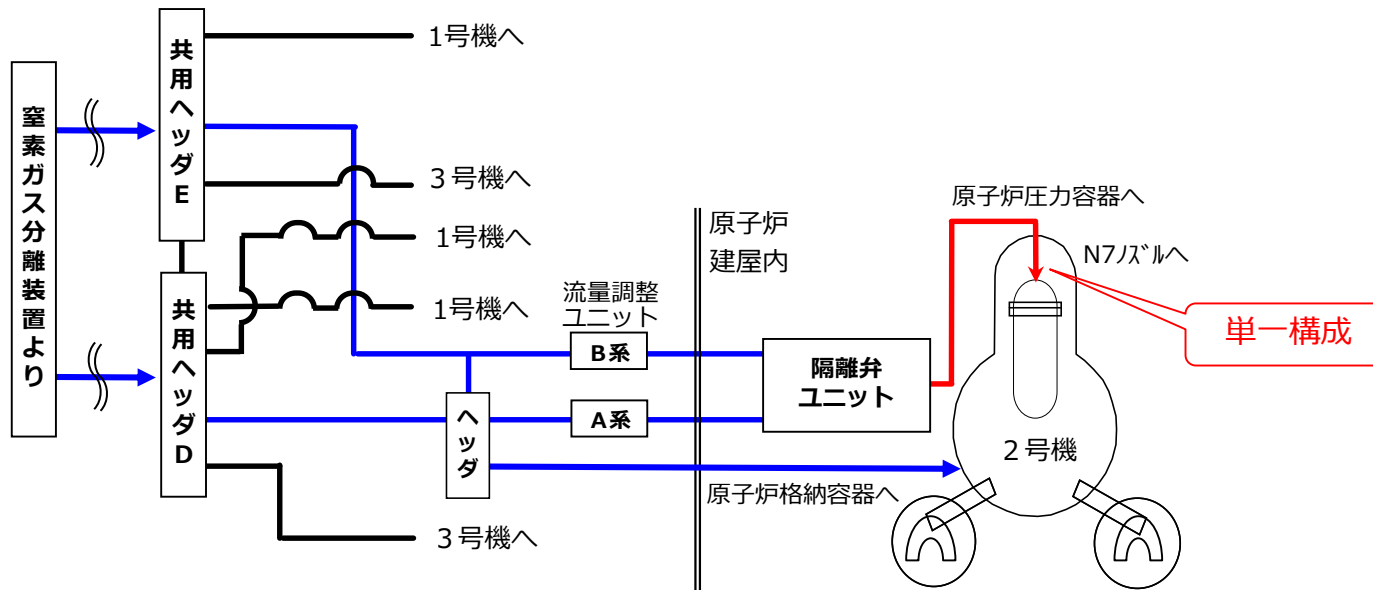 窒素ガス分離装置より
共用ヘッダE
共用ヘッダD
1号機へ
３号機へ
1号機へ
1号機へ
３号機へ
ヘッダ
流量調整
ユニット
B系
A系
原子炉
建屋内
隔離弁
ユニット
原子炉圧力容器へ
N7ﾉｽﾞﾙへ
単一構成
２号機
原子炉格納容器へ